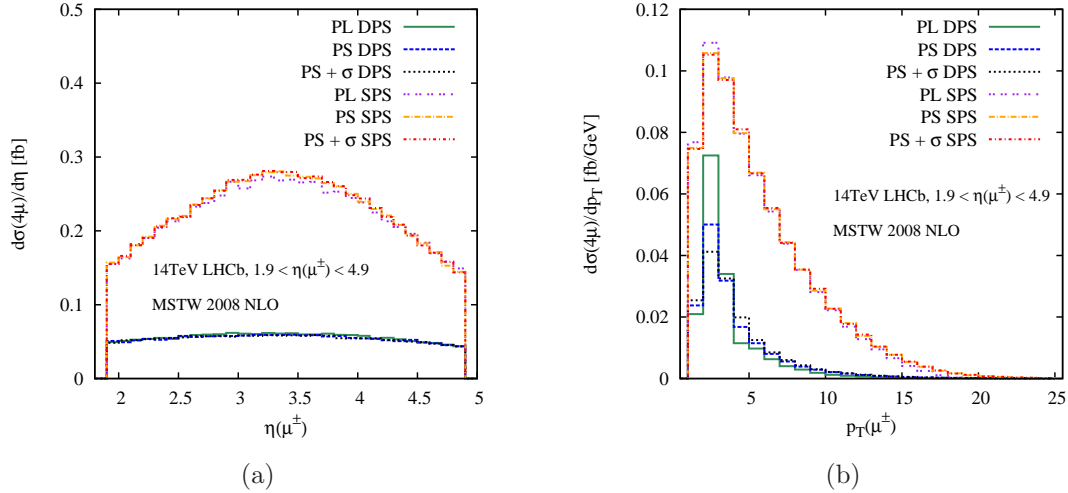 dσ(4μ)/dη [fb]
0.5
0.4
0.3
0.2
0.1
0
PL DPS
PS DPS
PS + σ DPS
PL SPS
PS SPS
PS + σ SPS
14TeV LHCb, 1.9 < η(μ±) < 4.9
MSTW 2008 NLO
2 2.5 3 3.5 4 4.5 5
η(μ±)
(a)
dσ(4μ)/dpT [fb/GeV]
0.12
0.1
0.08
0.06
0.04
0.02
0
PL DPS
PS DPS
PS + σ DPS
PL SPS
PS SPS
PS + σ SPS
14TeV LHCb, 1.9 < η(μ±) < 4.9
MSTW 2008 NLO
5 10 15 20 25
pT(μ±)
(b)